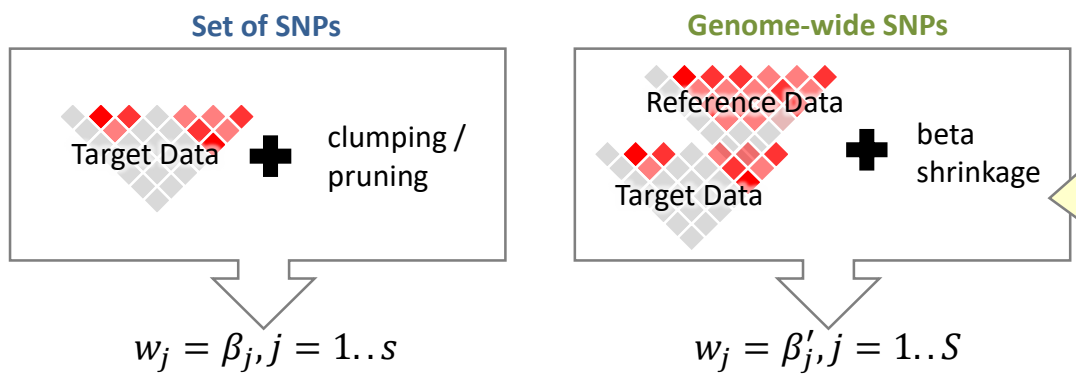 Set of SNPs
Target Data
clumping /
pruning
w_j = β_j, j = 1..s
Genome-wide SNPs
Reference Data
Target Data
beta
shrinkage
w_j = β'_j, j = 1..S